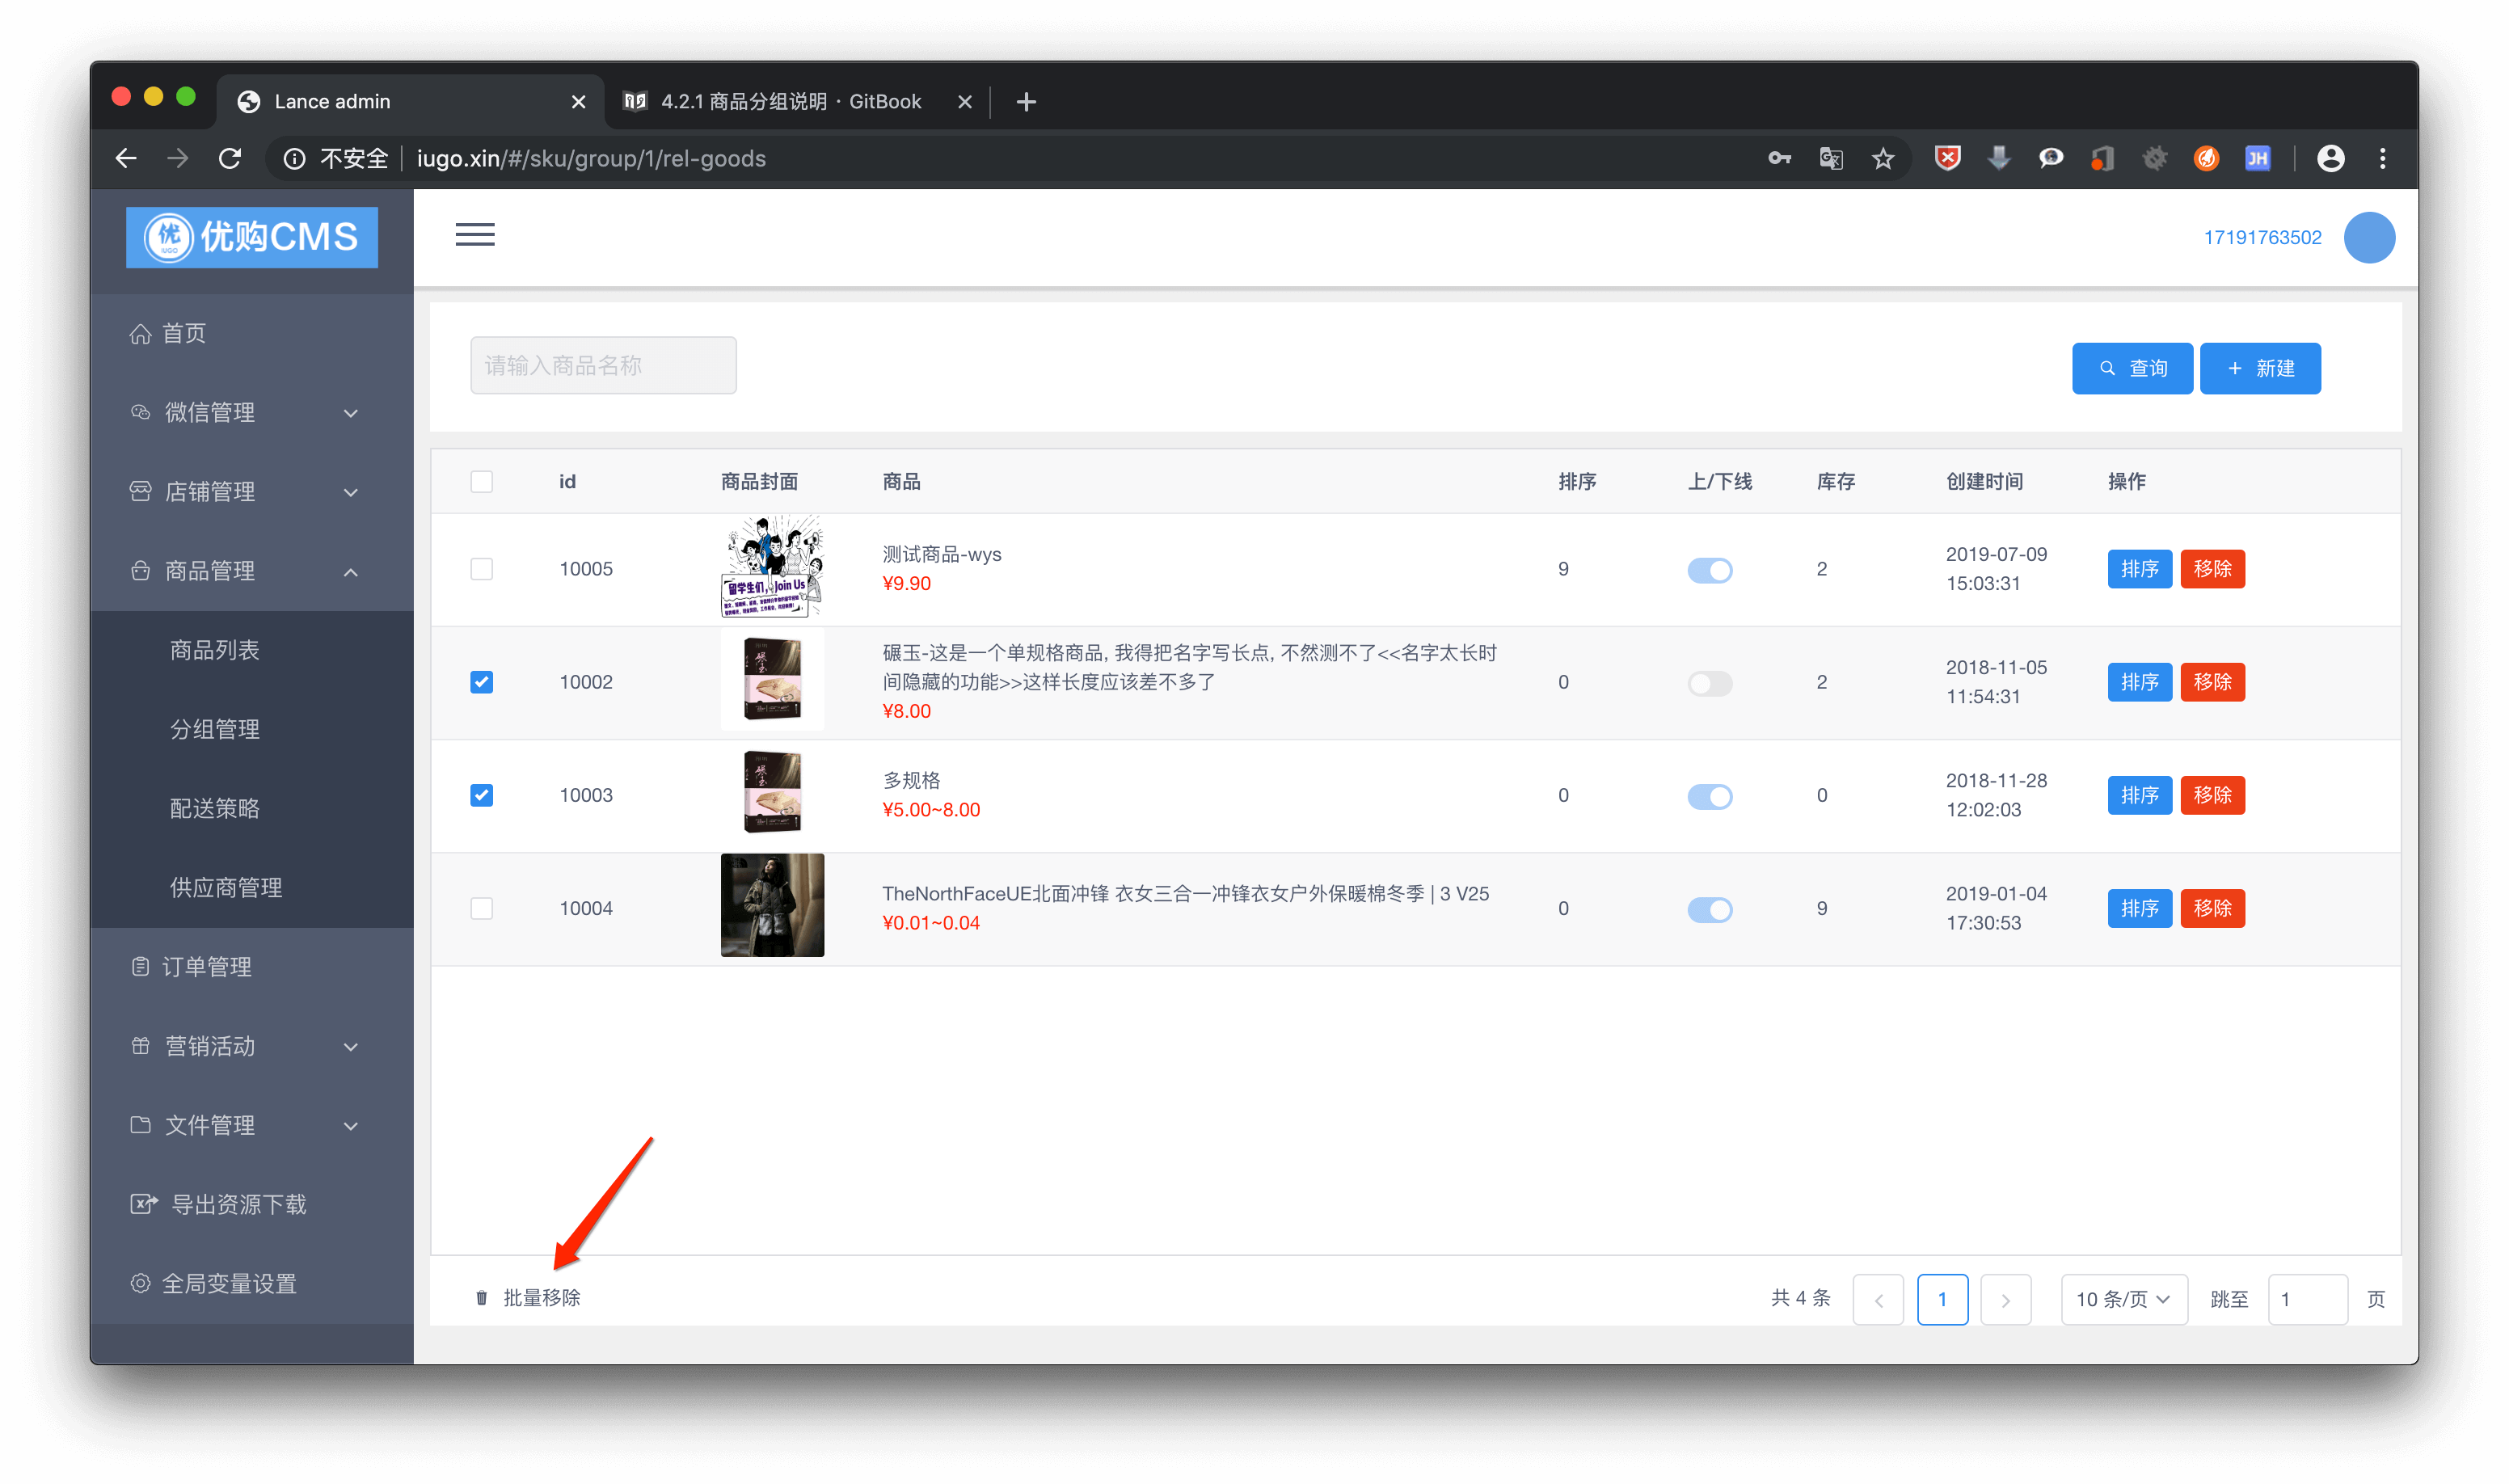 Lance admin
4.2.1 商品分组说明 · GitBook
不安全
iugo.xin/#/sku/group/1/rel-goods
JH
优
IUGO
优购CMS
17191763502
首页
微信管理
店铺管理
商品管理
商品列表
分组管理
配送策略
供应商管理
订单管理
营销活动
文件管理
导出资源下载
全局变量设置
请输入商品名称
查询
新建
id 商品封面 商品 排序 上/下线 库存 创建时间 操作
留学生们, Join Us
10005 测试商品-wys 9 2 2019-07-09 排序 移除
¥9.90 15:03:31
10002 碾玉-这是一个单规格商品, 我得把名字写长点, 不然测不了<<名字太长时 0 2 2018-11-05 排序 移除
间隐藏的功能>>这样长度应该差不多了 11:54:31
¥8.00
10003 多规格 0 0 2018-11-28 排序 移除
¥5.00~8.00 12:02:03
10004 TheNorthFaceUE北面冲锋 衣女三合一冲锋衣女户外保暖棉冬季 | 3 V25 0 9 2019-01-04 排序 移除
¥0.01~0.04 17:30:53
批量移除
共 4 条 1 10 条/页 跳至 1 页